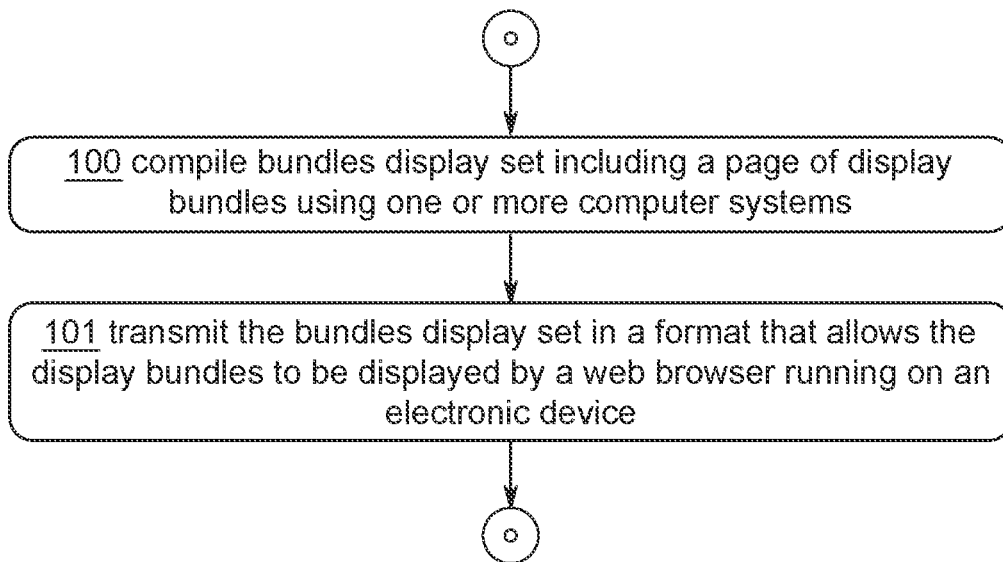 100 compile bundles display set including a page of display
bundles using one or more computer systems
101 transmit the bundles display set in a format that allows the
display bundles to be displayed by a web browser running on an
electronic device